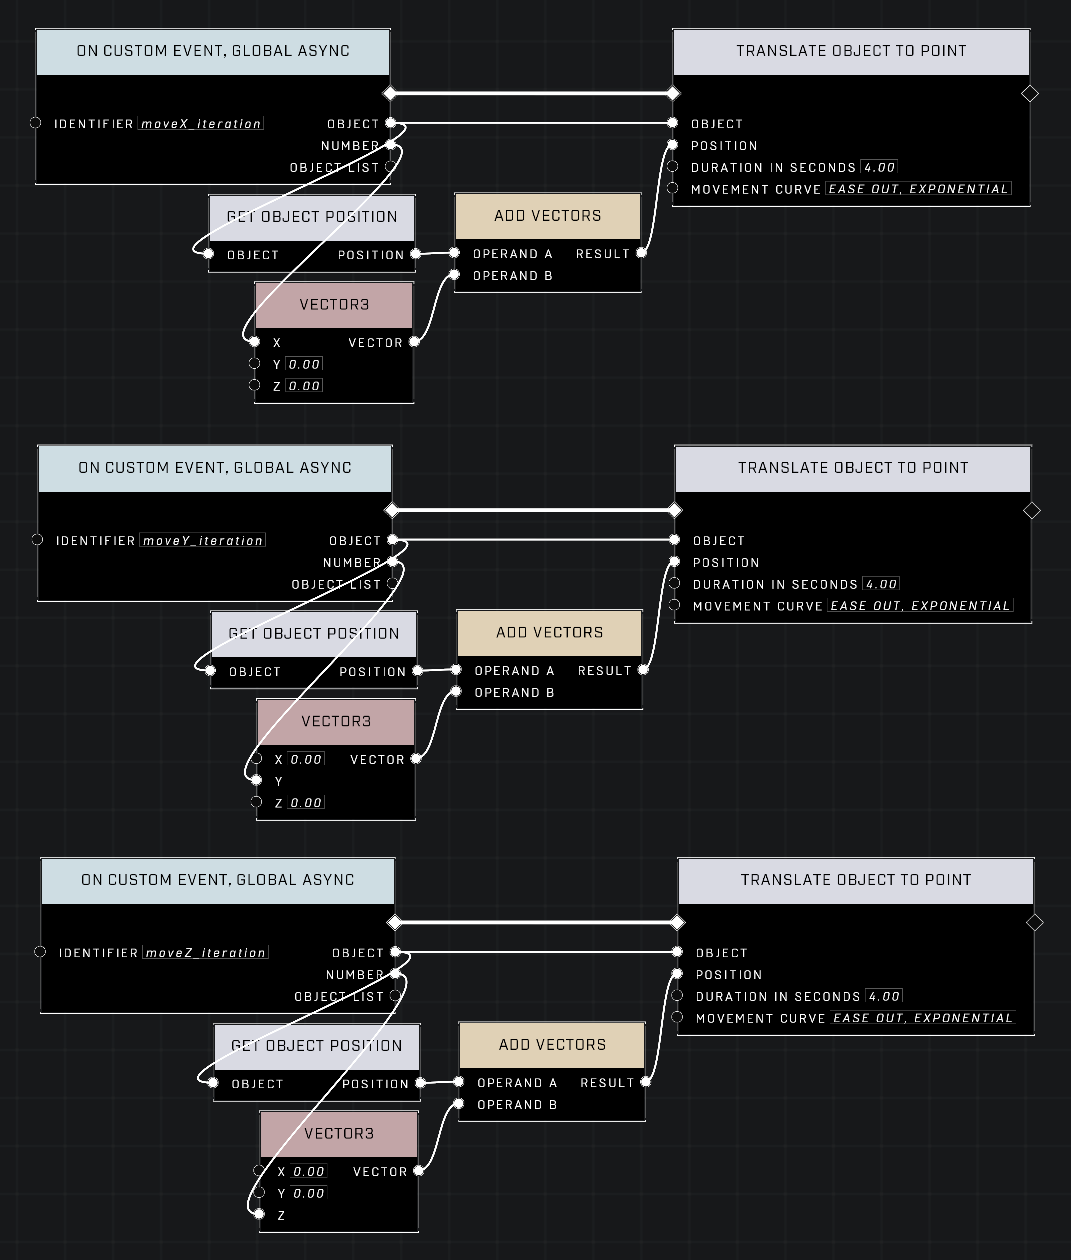 ON CUSTOM EVENT, GLOBAL ASYNC
IDENTIFIER moveX_iteration
OBJECT
NUMBER
OBJECT LIST
TRANSLATE OBJECT TO POINT
OBJECT
POSITION
DURATION IN SECONDS 4.00
MOVEMENT CURVE EASE OUT, EXPONENTIAL
GET OBJECT POSITION
OBJECT POSITION
ADD VECTORS
OPERAND A RESULT
OPERAND B
VECTOR3
X VECTOR
Y 0.00
Z 0.00
ON CUSTOM EVENT, GLOBAL ASYNC
IDENTIFIER moveY_iteration
OBJECT
NUMBER
OBJECT LIST
TRANSLATE OBJECT TO POINT
OBJECT
POSITION
DURATION IN SECONDS 4.00
MOVEMENT CURVE EASE OUT, EXPONENTIAL
GET OBJECT POSITION
OBJECT POSITION
ADD VECTORS
OPERAND A RESULT
OPERAND B
VECTOR3
X 0.00 VECTOR
Y
Z 0.00
ON CUSTOM EVENT, GLOBAL ASYNC
IDENTIFIER moveZ_iteration
OBJECT
NUMBER
OBJECT LIST
TRANSLATE OBJECT TO POINT
OBJECT
POSITION
DURATION IN SECONDS 4.00
MOVEMENT CURVE EASE OUT, EXPONENTIAL
GET OBJECT POSITION
OBJECT POSITION
ADD VECTORS
OPERAND A RESULT
OPERAND B
VECTOR3
X 0.00 VECTOR
Y 0.00
Z